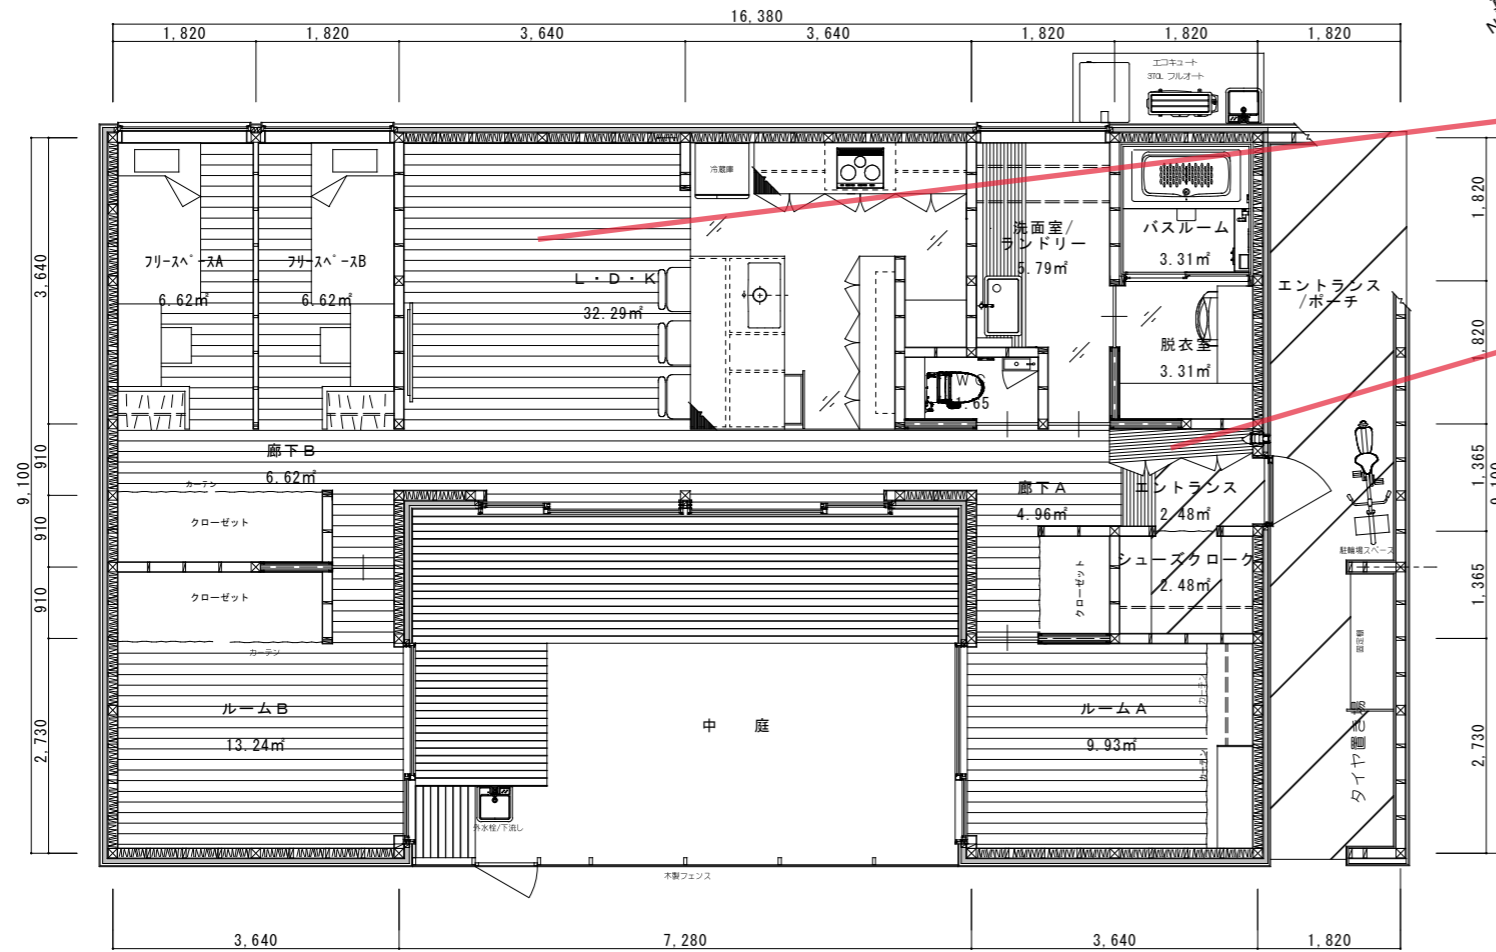 16,380
1,820
1,820
3,640
3,640
1,820
1,820
1,820
エコキュート
370L フルオート
冷蔵庫
洗面室/
ランドリー
5.79㎡
バスルーム
3.31㎡
フリースペースA
6.62㎡
フリースペースB
6.62㎡
L・D・K
32.29㎡
エントランス
/ポーチ
脱衣室
3.31㎡
WC
1.65
3,640
910
910
910
2,730
9,100
1,820
1,820
1,365
1,365
2,730
9,100
廊下B
6.62㎡
カーテン
クローゼット
廊下A
4.96㎡
エントランス
2.48㎡
駐輪場スペース
シューズクローク
2.48㎡
クローゼット
クローゼット
カーテン
固定棚
ルームB
13.24㎡
中庭
ルームA
9.93㎡
カーテン
カーテン
タイヤ置き場
外水栓/下流し
木製フェンス
3,640
7,280
3,640
1,820